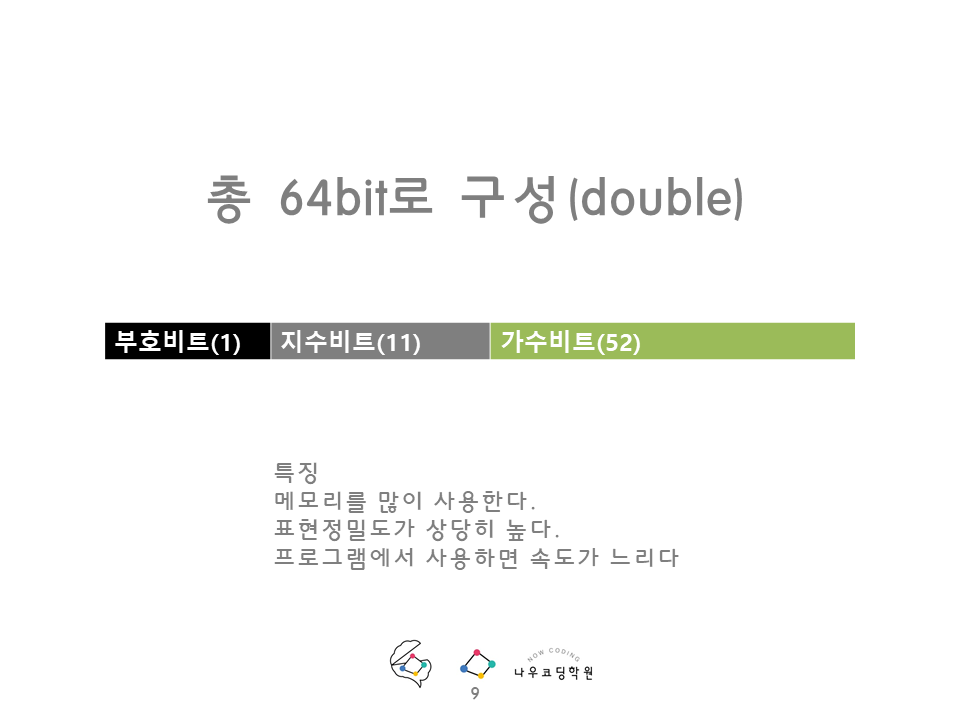 총 64bit로 구성(double)
부호비트(1) 지수비트(11) 가수비트(52)
특징
메모리를 많이 사용한다.
표현정밀도가 상당히 높다.
프로그램에서 사용하면 속도가 느리다
NOW CODING
나우코딩학원
9